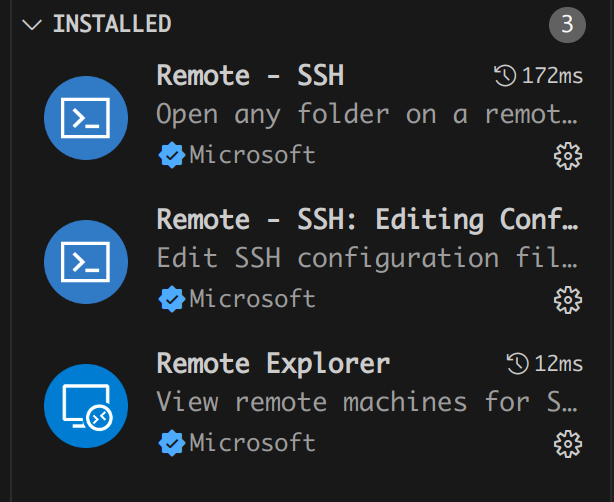 INSTALLED 3
Remote - SSH 172ms
Open any folder on a remot…
Microsoft
Remote - SSH: Editing Conf…
Edit SSH configuration fil…
Microsoft
Remote Explorer 12ms
View remote machines for S…
Microsoft